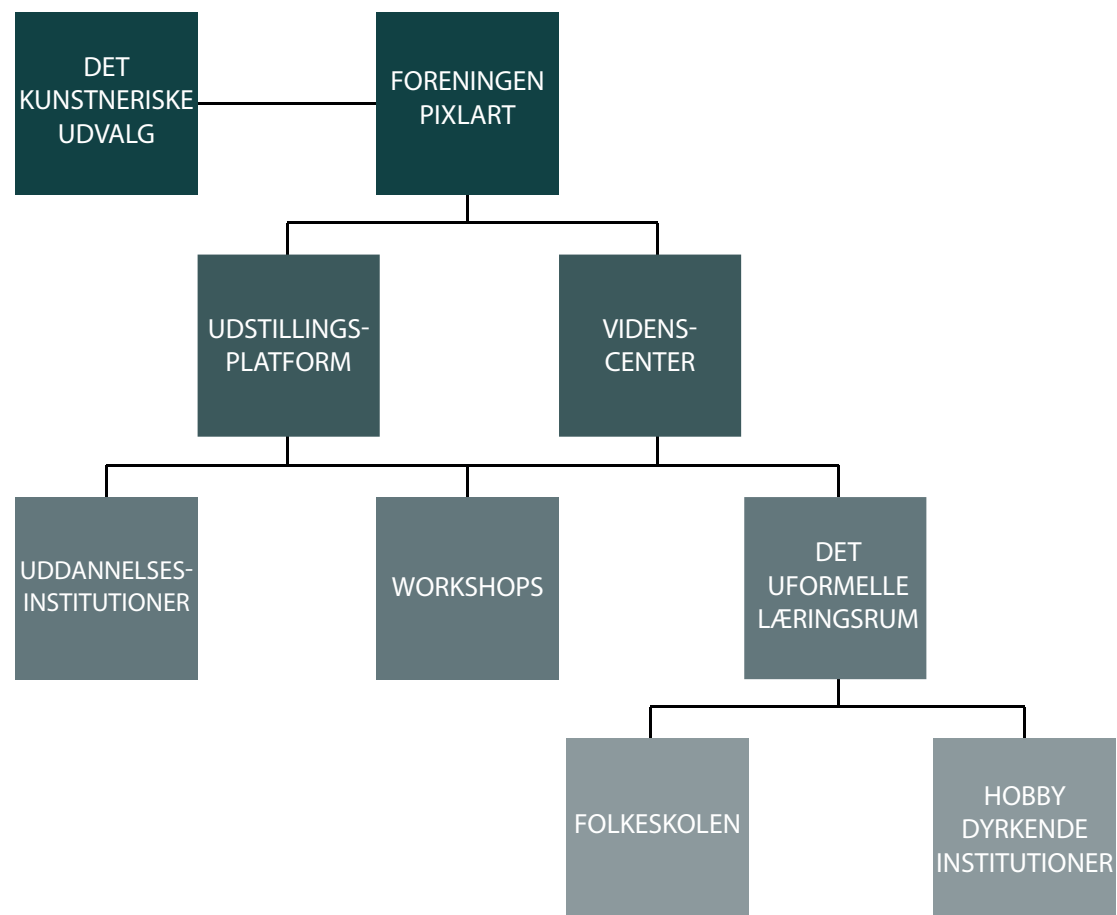 DET
KUNSTNERISKE
UDVALG
FORENINGEN
PIXLART
UDSTILLINGS-
PLATFORM
VIDENS-
CENTER
UDDANNELSES-
INSTITUTIONER
WORKSHOPS
DET
UFORMELLE
LÆRINGSRUM
FOLKESKOLEN
HOBBY
DYRKENDE
INSTITUTIONER